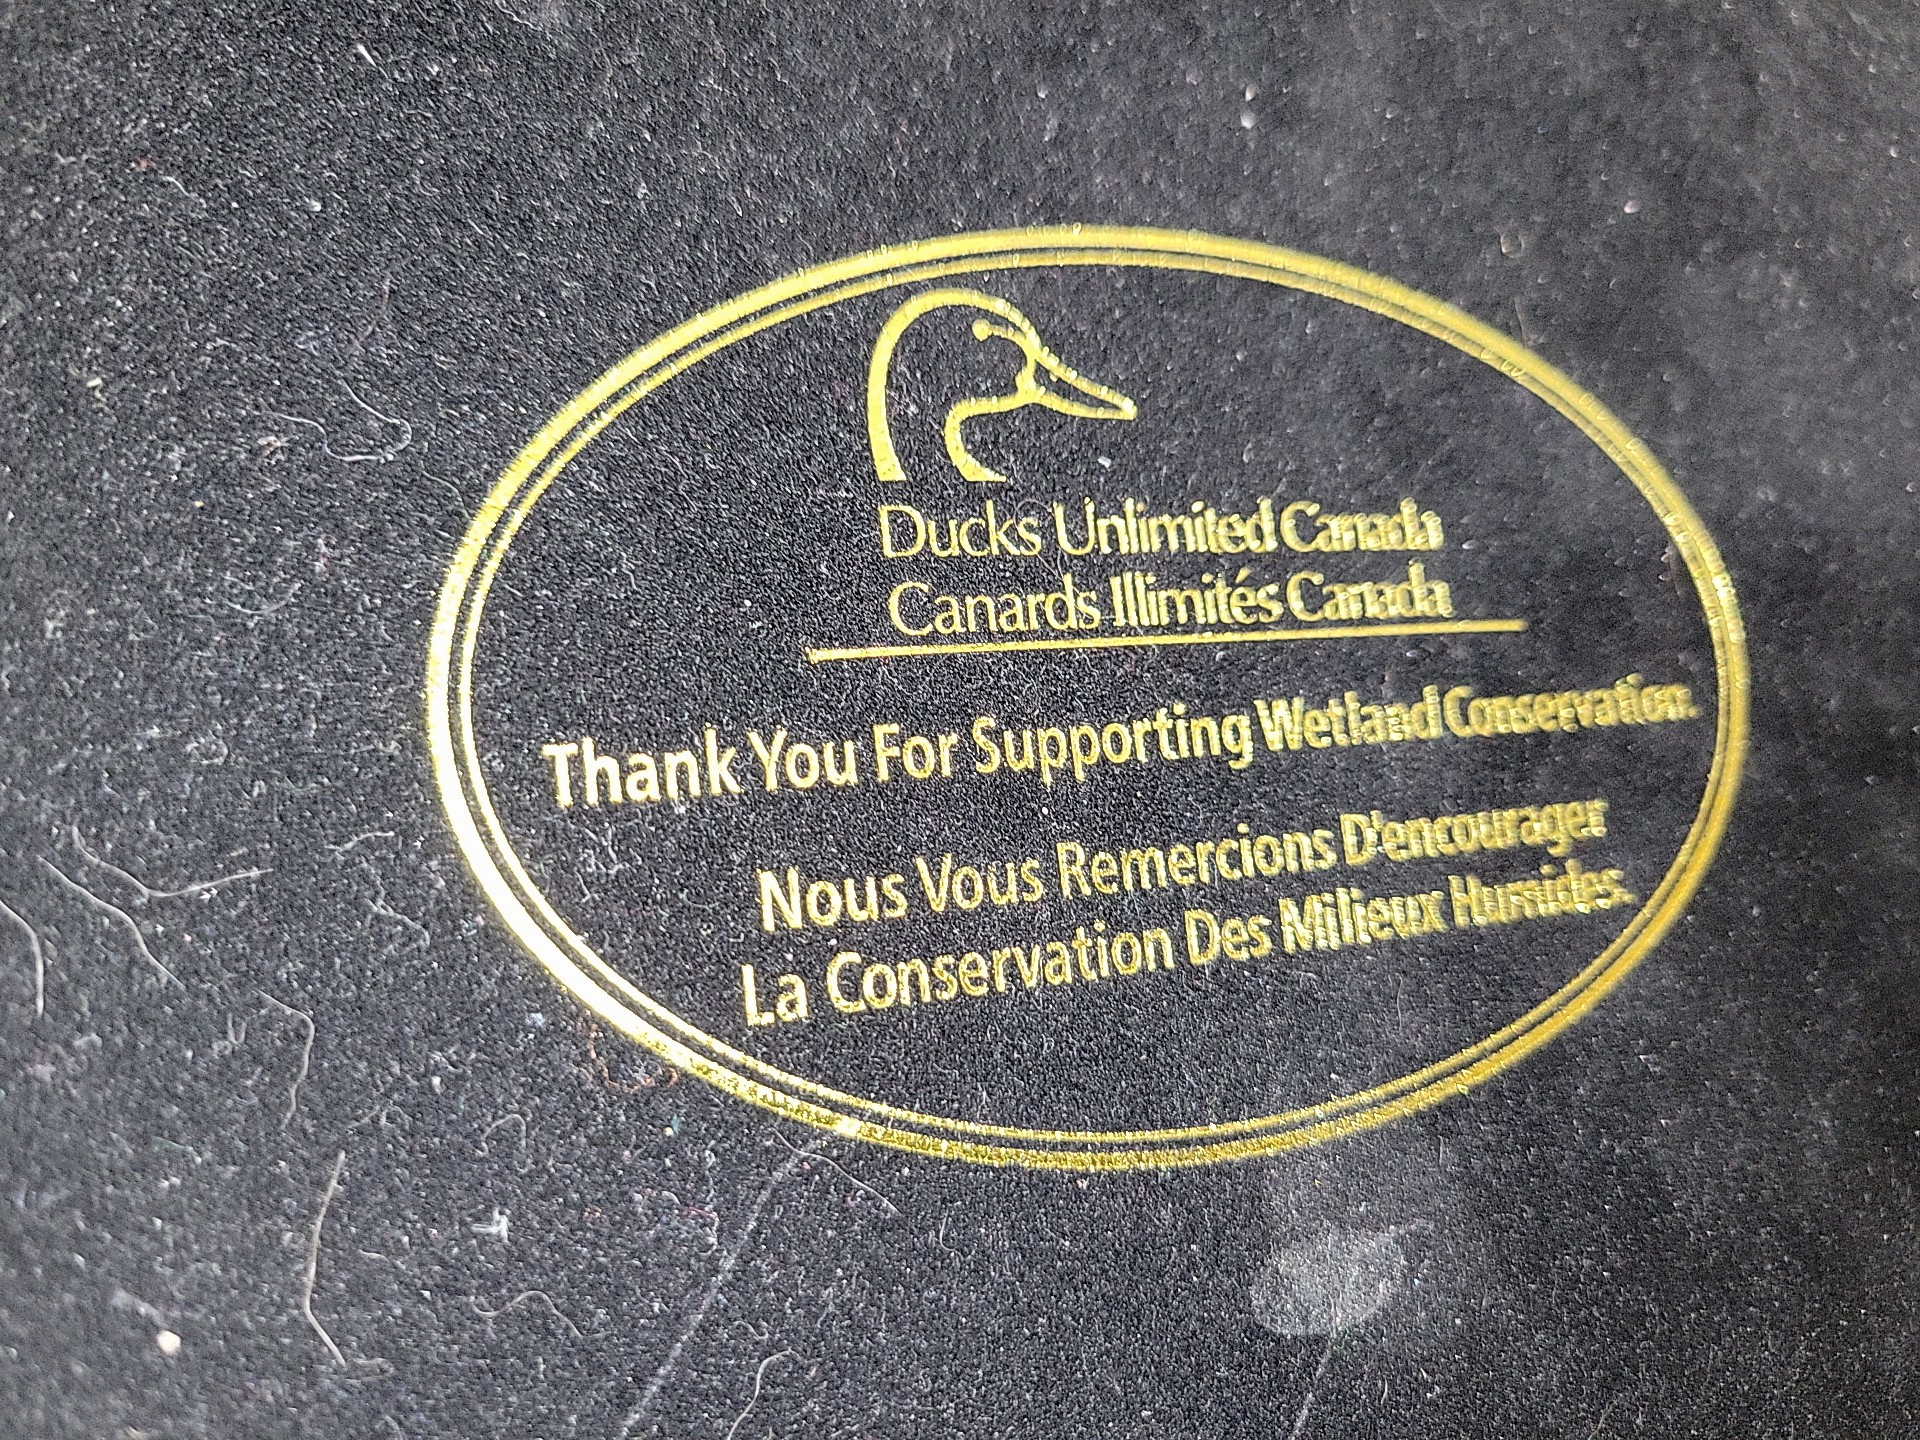 Ducks Unlimited Canada
Canards Illimités Canada
Thank You For Supporting Wetland Conservation.
Nous Vous Remercions D'encourager
La Conservation Des Milieux Humides.